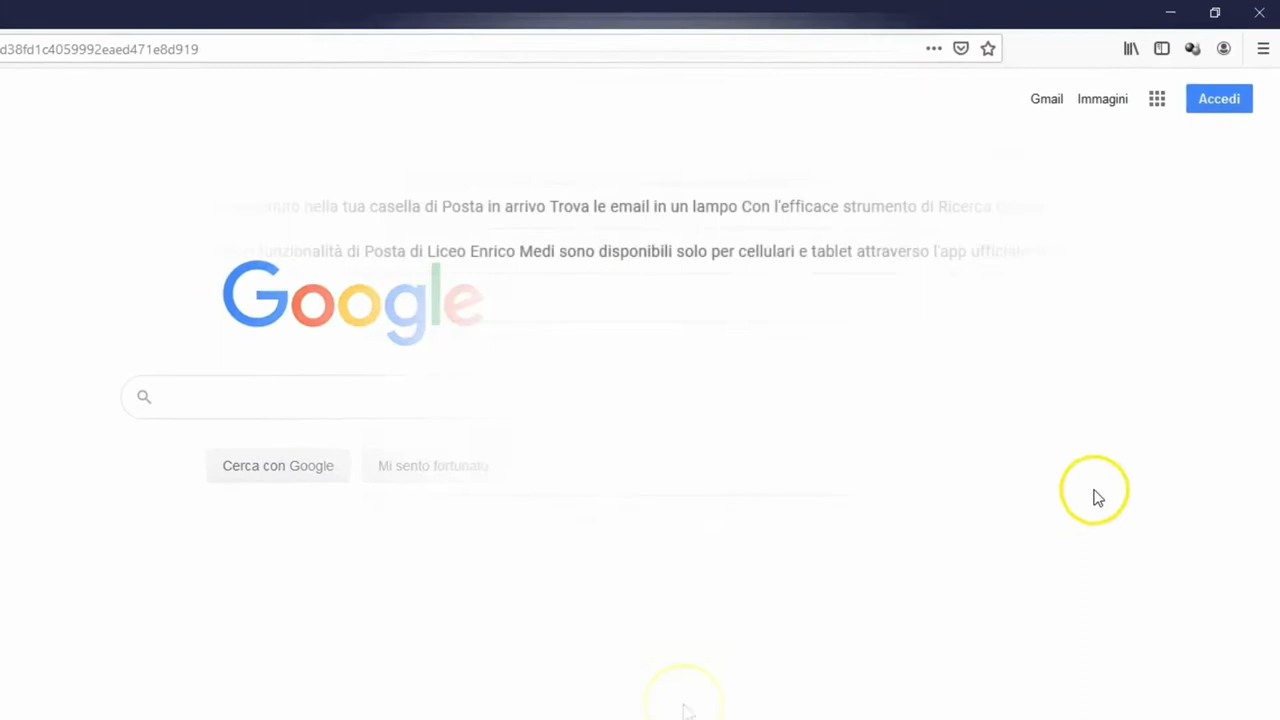 d38fd1c4059992eaed471e8d919
Gmail Immagini Accedi
nella tua casella di Posta in arrivo Trova le email in un lampo Con l'efficace strumento di Ricerca
funzionalità di Posta di Liceo Enrico Medi sono disponibili solo per cellulari e tablet attraverso l'app ufficiale
Google
Cerca con Google Mi sento fortunato